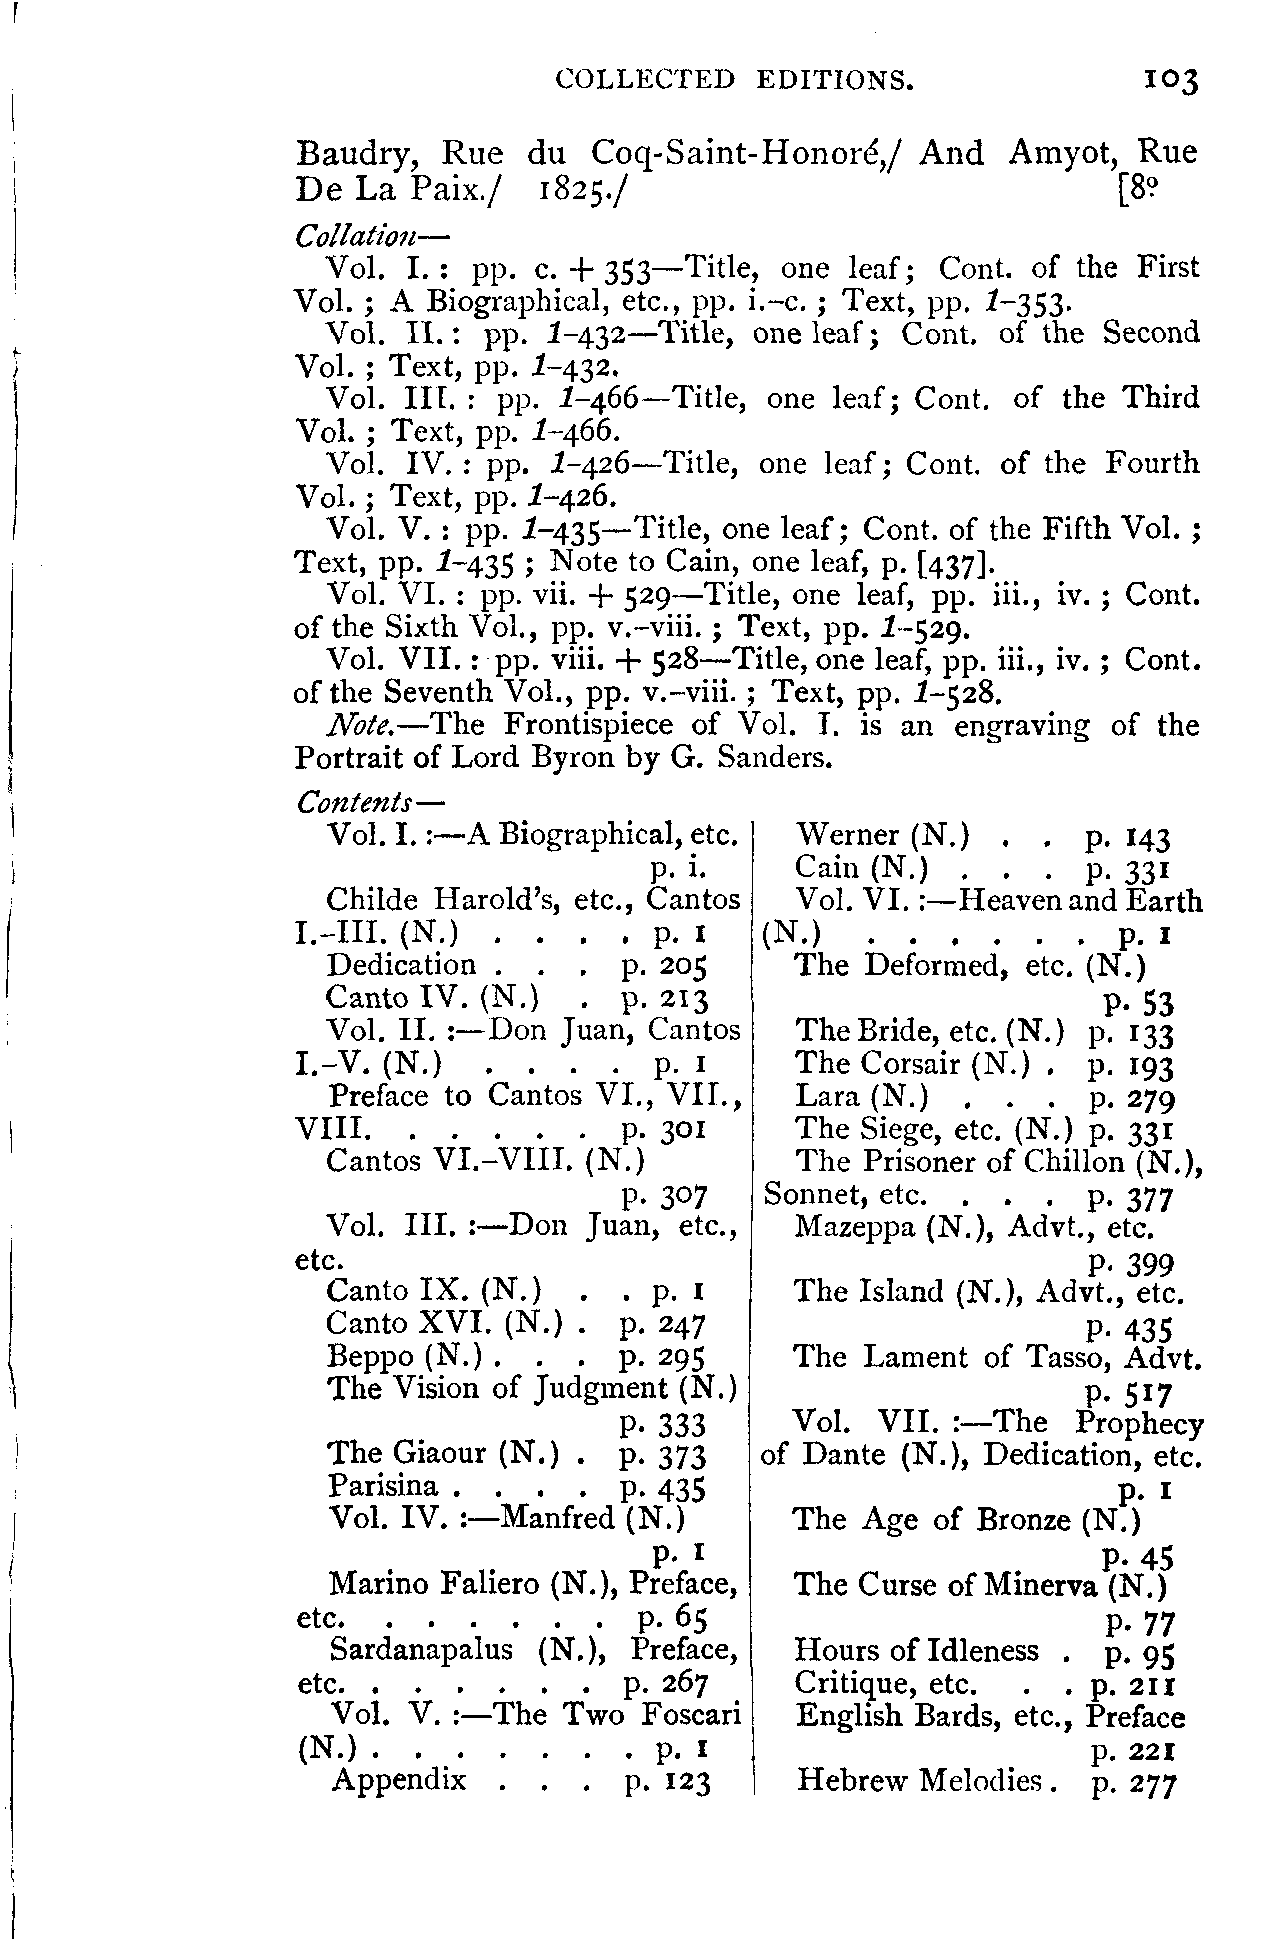 COLLECTED EDITIONS. 103
Baudry, Rue du Coq-Saint-Honoré,/ And Amyot, Rue
De La Paix./ 1825./ [8º
Collation—
Vol. I. : pp. c. + 353—Title, one leaf; Cont. of the First
Vol. ; A Biographical, etc., pp. i.–c. ; Text, pp. 1–353.
Vol. II. : pp. 1–432—Title, one leaf; Cont. of the Second
Vol. ; Text, pp. 1–432.
Vol. III. : pp. 1–466—Title, one leaf; Cont. of the Third
Vol. ; Text, pp. 1–466.
Vol. IV. : pp. 1–426—Title, one leaf; Cont. of the Fourth
Vol. ; Text, pp. 1–426.
Vol. V. : pp. 1–435—Title, one leaf; Cont. of the Fifth Vol. ;
Text, pp. 1–435 ; Note to Cain, one leaf, p. [437].
Vol. VI. : pp. vii. + 529—Title, one leaf, pp. iii., iv. ; Cont.
of the Sixth Vol., pp. v.–viii. ; Text, pp. 1–529.
Vol. VII. : pp. viii. + 528—Title, one leaf, pp. iii., iv. ; Cont.
of the Seventh Vol., pp. v.–viii. ; Text, pp. 1–528.
Note.—The Frontispiece of Vol. I. is an engraving of the
Portrait of Lord Byron by G. Sanders.
Contents—
Vol. I. :—A Biographical, etc.
p. i.
Childe Harold's, etc., Cantos
I.–III. (N.) . . . . p. 1
Dedication . . . p. 205
Canto IV. (N.) . p. 213
Vol. II. :—Don Juan, Cantos
I.–V. (N.) . . . . p. 1
Preface to Cantos VI., VII.,
VIII. . . . . . p. 301
Cantos VI.–VIII. (N.)
p. 307
Vol. III. :—Don Juan, etc.,
etc.
Canto IX. (N.) . . p. 1
Canto XVI. (N.) . p. 247
Beppo (N.) . . . p. 295
The Vision of Judgment (N.)
p. 333
The Giaour (N.) . p. 373
Parisina . . . . p. 435
Vol. IV. :—Manfred (N.)
p. 1
Marino Faliero (N.), Preface,
etc. . . . . . . p. 65
Sardanapalus (N.), Preface,
etc. . . . . . . p. 267
Vol. V. :—The Two Foscari
(N.) . . . . . . . p. 1
Appendix . . . p. 123
Werner (N.) . . p. 143
Cain (N.) . . . p. 331
Vol. VI. :—Heaven and Earth
(N.) . . . . . . p. 1
The Deformed, etc. (N.)
p. 53
The Bride, etc. (N.) p. 133
The Corsair (N.) . p. 193
Lara (N.) . . . p. 279
The Siege, etc. (N.) p. 331
The Prisoner of Chillon (N.),
Sonnet, etc. . . . p. 377
Mazeppa (N.), Advt., etc.
p. 399
The Island (N.), Advt., etc.
p. 435
The Lament of Tasso, Advt.
p. 517
Vol. VII. :—The Prophecy
of Dante (N.), Dedication, etc.
p. 1
The Age of Bronze (N.)
p. 45
The Curse of Minerva (N.)
p. 77
Hours of Idleness . p. 95
Critique, etc. . . p. 211
English Bards, etc., Preface
p. 221
Hebrew Melodies . p. 277